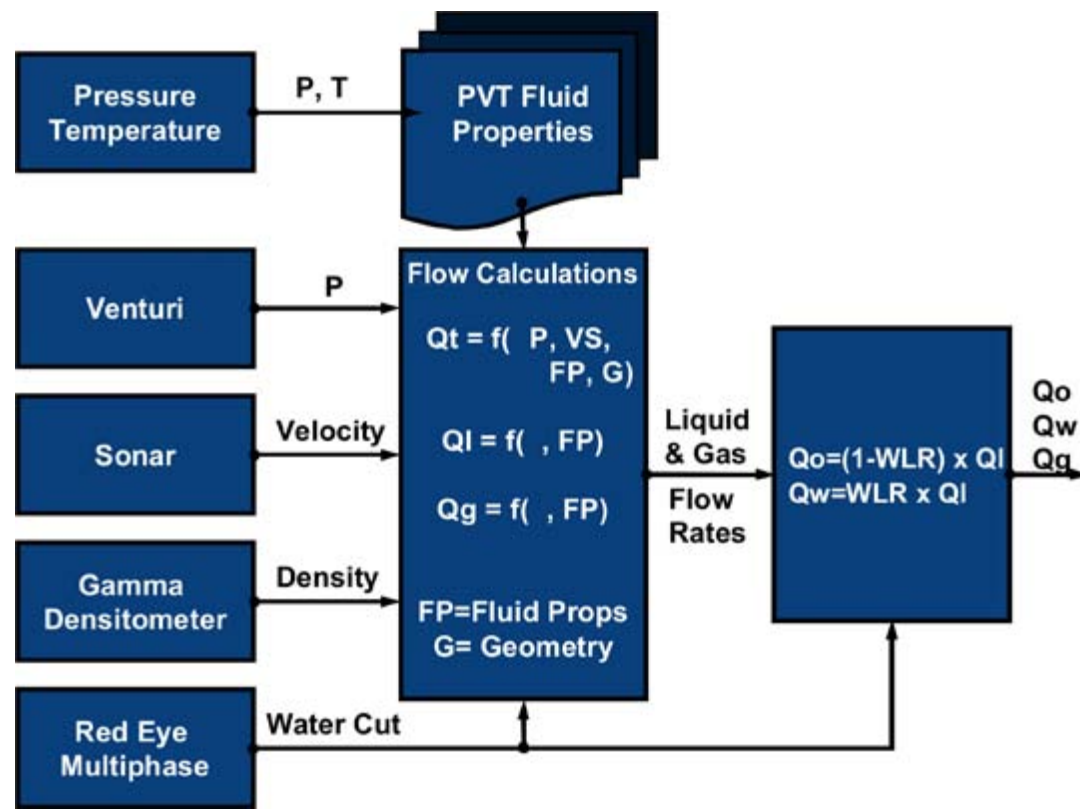 Pressure
Temperature
P, T
PVT Fluid
Properties
Venturi
P
Sonar
Velocity
Gamma
Densitometer
Density
Red Eye
Multiphase
Water Cut
Flow Calculations
Qt = f( P, VS,
FP, G)
Ql = f( , FP)
Qg = f( , FP)
FP=Fluid Props
G= Geometry
Liquid
& Gas
Flow
Rates
Qo=(1-WLR) x Ql
Qw=WLR x Ql
Qo
Qw
Qg